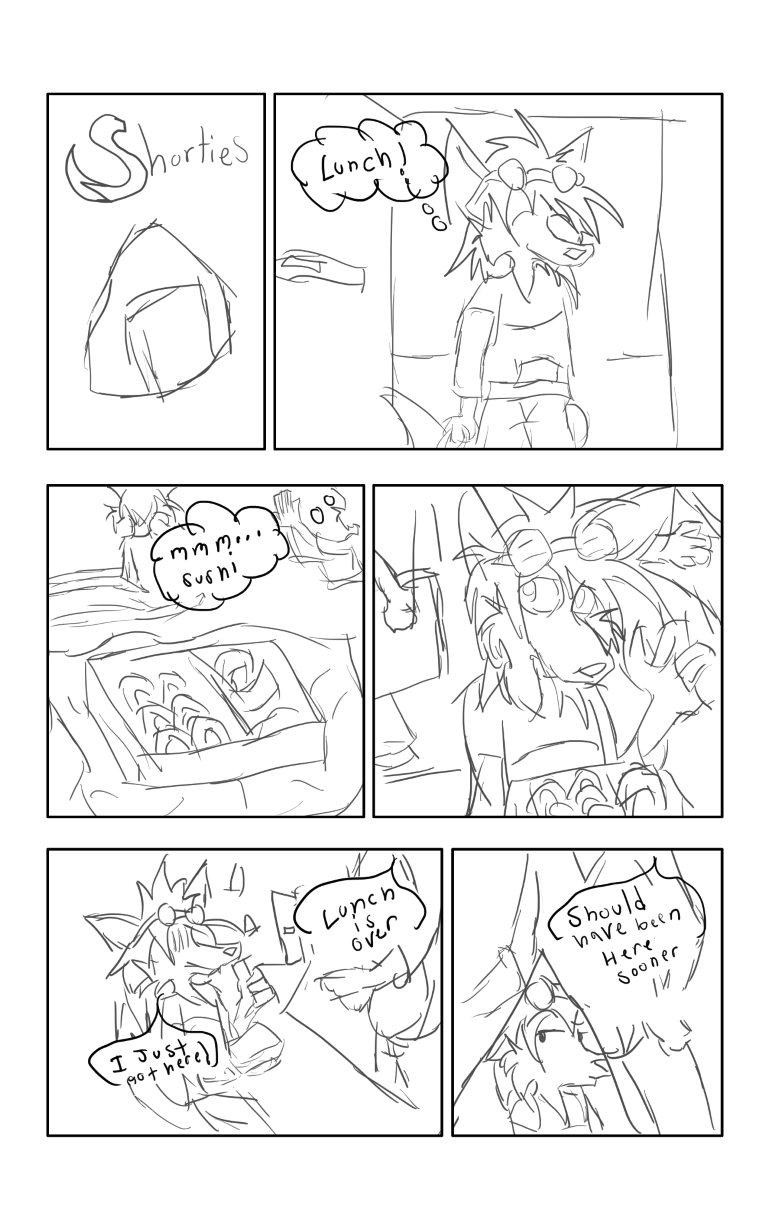 Shorties
Lunch!
mmm...
sushi
Lunch
is
over
I Just
got here!
Should
have been
Here
sooner